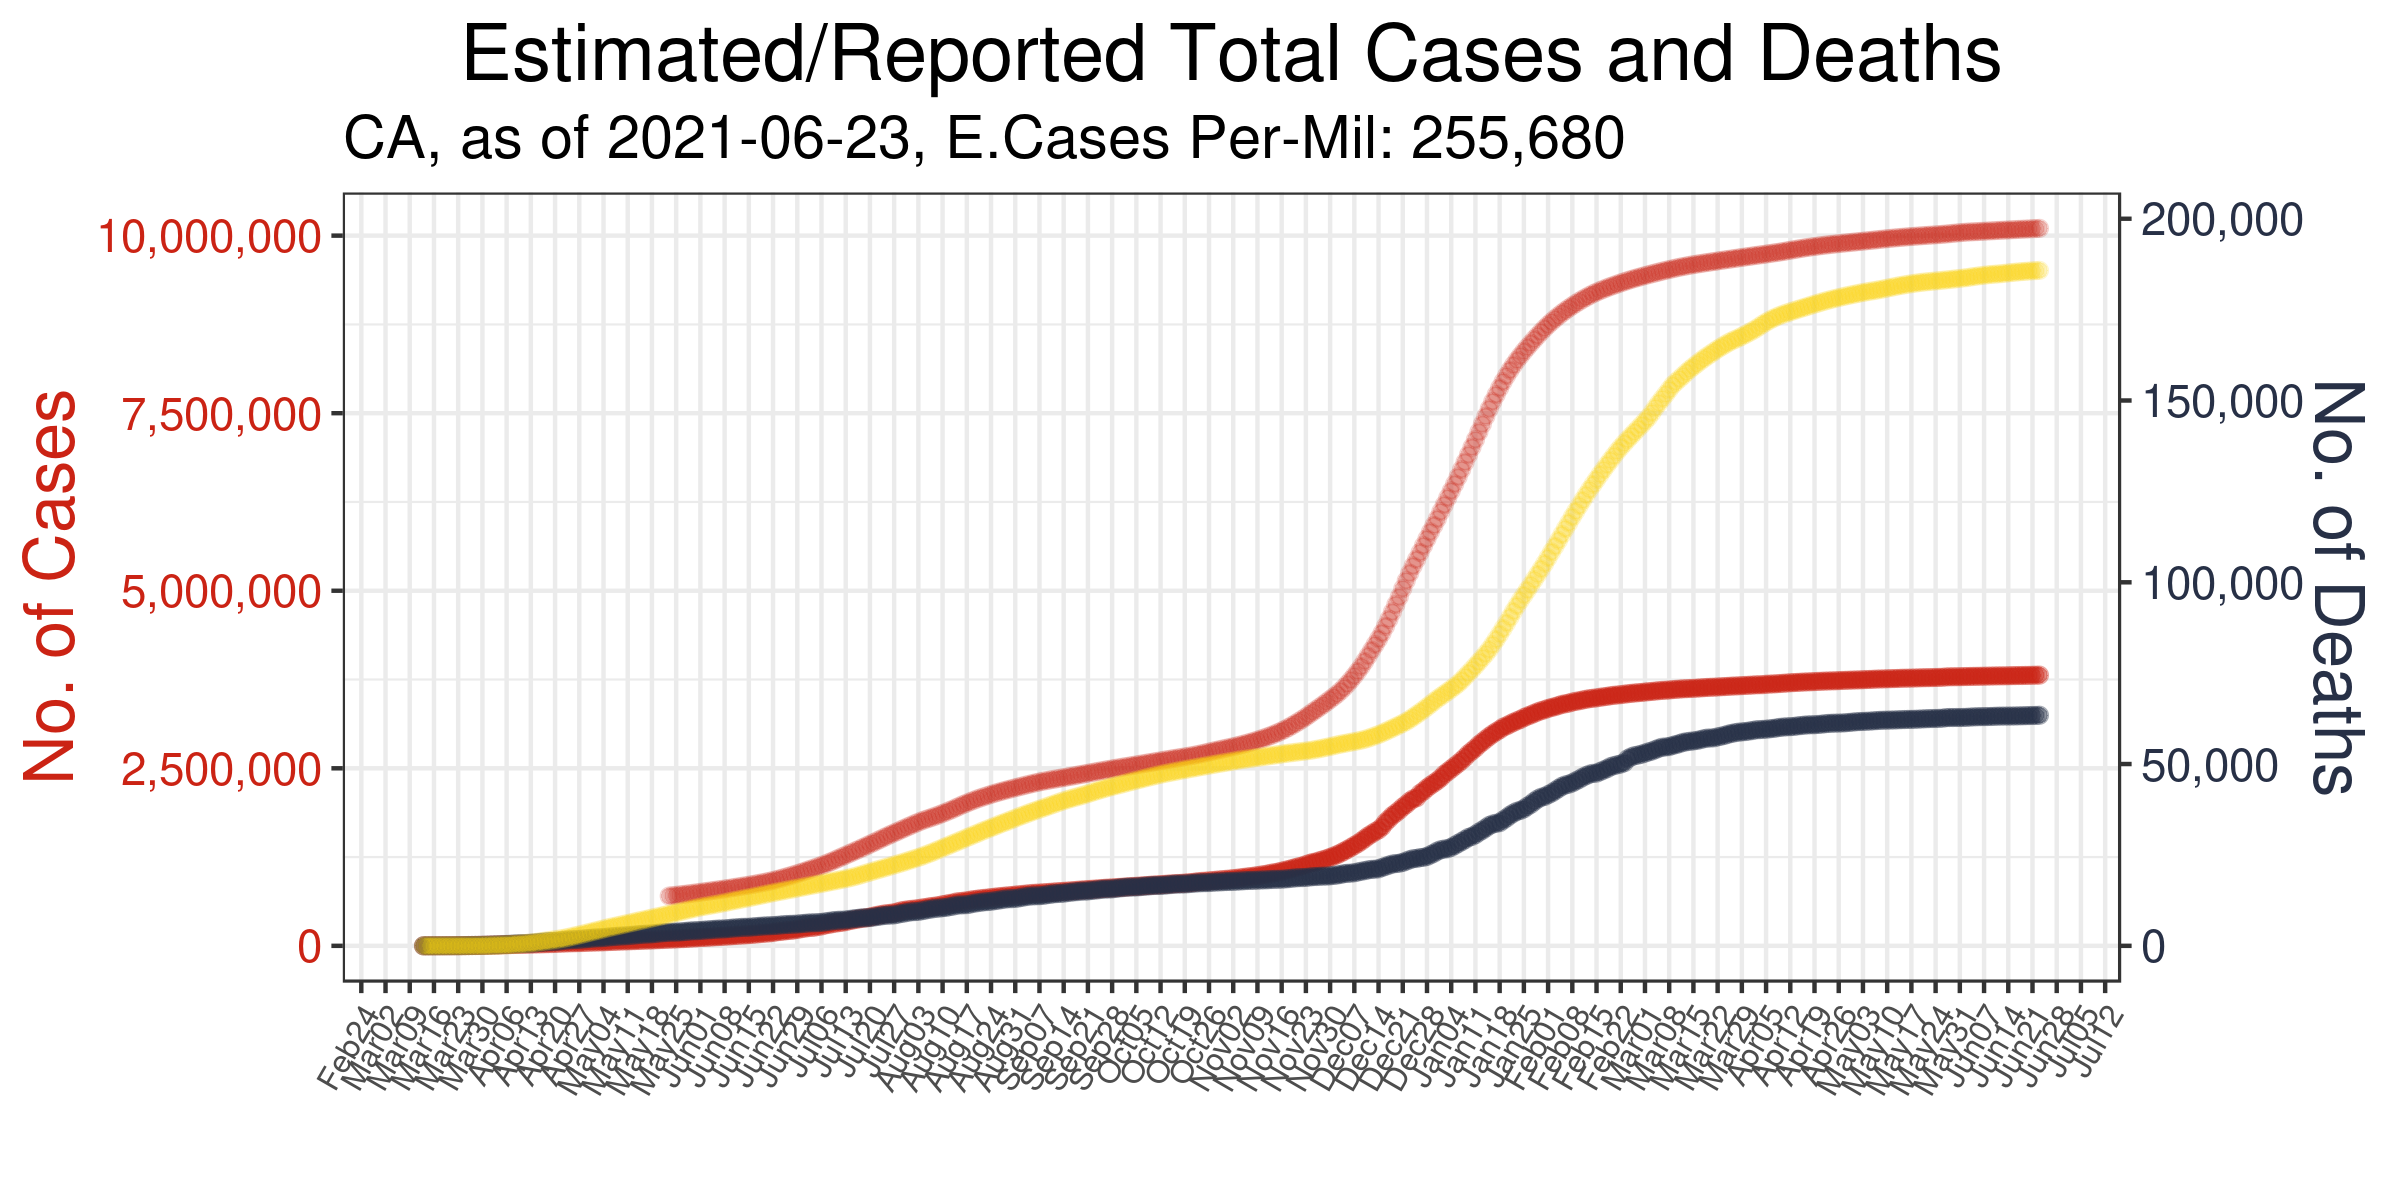 Estimated/Reported Total Cases and Deaths
CA, as of 2021-06-23, E.Cases Per-Mil: 255,680
No. of Cases
10,000,000
7,500,000
5,000,000
2,500,000
0
200,000
150,000
100,000
50,000
0
No. of Deaths
Feb24
Mar02
Mar09
Mar16
Mar23
Mar30
Apr06
Apr13
Apr20
Apr27
May04
May11
May18
May25
Jun01
Jun08
Jun15
Jun22
Jun29
Jul06
Jul13
Jul20
Jul27
Aug03
Aug10
Aug17
Aug24
Aug31
Sep07
Sep14
Sep21
Sep28
Oct05
Oct12
Oct19
Oct26
Nov02
Nov09
Nov16
Nov23
Nov30
Dec07
Dec14
Dec21
Dec28
Jan04
Jan11
Jan18
Jan25
Feb01
Feb08
Feb15
Feb22
Mar01
Mar08
Mar15
Mar22
Mar29
Apr05
Apr12
Apr19
Apr26
May03
May10
May17
May24
May31
Jun07
Jun14
Jun21
Jun28
Jul05
Jul12